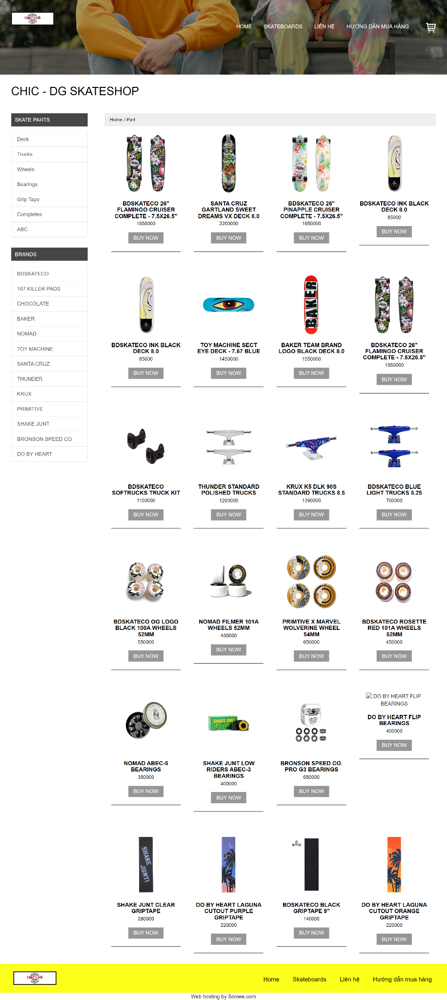 CHIC DG
HOME SKATEBOARDS LIÊN HỆ HƯỚNG DẪN MUA HÀNG
CHIC - DG SKATESHOP
SKATE PARTS
Deck
Trucks
Wheels
Bearings
Grip Tape
Completes
ABC
BRANDS
BDSKATECO
187 KILLER PADS
CHOCOLATE
BAKER
NOMAD
TOY MACHINE
SANTA CRUZ
THUNDER
KRUX
PRIMITIVE
SHAKE JUNT
BRONSON SPEED CO
DO BY HEART
Home / Part
BDSKATECO 26"
FLAMINGO CRUISER
COMPLETE - 7.5X26.5"
1950000
BUY NOW
SANTA CRUZ
GARTLAND SWEET
DREAMS VX DECK 8.0
2200000
BUY NOW
BDSKATECO 26"
PINAPPLE CRUISER
COMPLETE - 7.5X26.5"
1950000
BUY NOW
BDSKATECO INK BLACK
DECK 8.0
85000
BUY NOW
BDSKATECO INK BLACK
DECK 8.0
85000
BUY NOW
TOY MACHINE SECT
EYE DECK - 7.87 BLUE
1450000
BUY NOW
BAKER
BAKER TEAM BRAND
LOGO BLACK DECK 8.0
1550000
BUY NOW
BDSKATECO 26"
FLAMINGO CRUISER
COMPLETE - 7.5X26.5"
1950000
BUY NOW
BDSKATECO
SOFTRUCKS TRUCK KIT
1100000
BUY NOW
THUNDER STANDARD
POLISHED TRUCKS
1200000
BUY NOW
KRUX K5 DLK 90S
STANDARD TRUCKS 8.5
1390000
BUY NOW
BDSKATECO BLUE
LIGHT TRUCKS 5.25
700000
BUY NOW
BDSKATECO OG LOGO
BLACK 100A WHEELS
52MM
550000
BUY NOW
NOMAD FILMER 101A
WHEELS 52MM
450000
BUY NOW
PRIMTIVE X MARVEL
WOLVERINE WHEEL
54MM
650000
BUY NOW
BDSKATECO ROSETTE
RED 101A WHEELS
52MM
450000
BUY NOW
NOMAD ABEC-5
BEARINGS
350000
BUY NOW
SHAKE JUNT
SHAKE JUNT LOW
RIDERS ABEC-3
BEARINGS
400000
BUY NOW
BRONSON SPEED CO.
PRO G3 BEARINGS
650000
BUY NOW
DO BY HEART FLIP
BEARINGS
DO BY HEART FLIP
BEARINGS
400000
BUY NOW
SHAKE
JUNT!
SHAKE JUNT CLEAR
GRIPTAPE
280000
BUY NOW
DO BY HEART LAGUNA
CUTOUT PURPLE
GRIPTAPE
220000
BUY NOW
BDSKATECO BLACK
GRIPTAPE 9"
140000
BUY NOW
DO BY HEART LAGUNA
CUTOUT ORANGE
GRIPTAPE
220000
BUY NOW
CHIC DG
Home Skateboards Liên hệ Hướng dẫn mua hàng
Web hosting by Somee.com